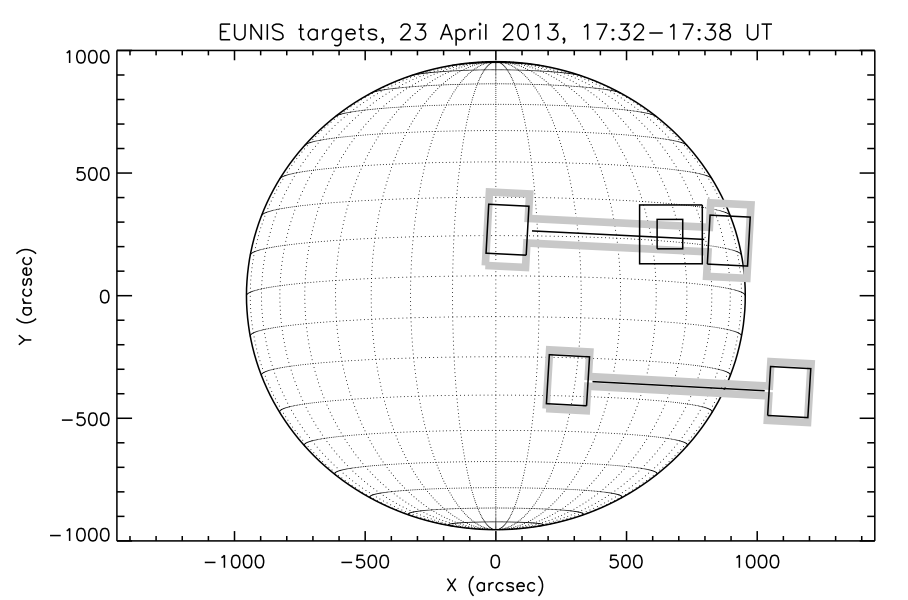 EUNIS targets, 23 April 2013, 17:32−17:38 UT
1000
500
0
−500
−1000
Y (arcsec)
−1000 −500 0 500 1000
X (arcsec)